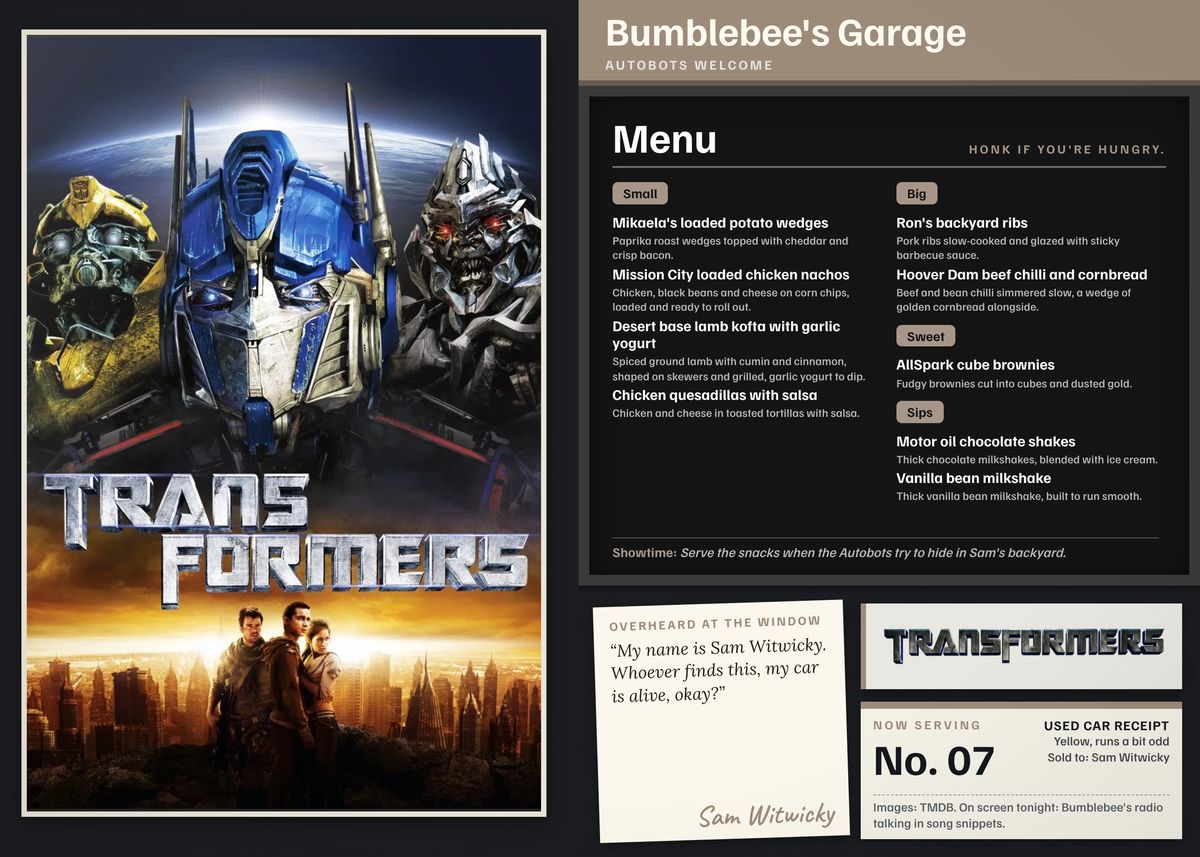 TRANS
FORMERS
Bumblebee's Garage
AUTOBOTS WELCOME
Menu
HONK IF YOU'RE HUNGRY.
Small
Mikaela's loaded potato wedges
Paprika roast wedges topped with cheddar and
crisp bacon.
Mission City loaded chicken nachos
Chicken, black beans and cheese on corn chips,
loaded and ready to roll out.
Desert base lamb kofta with garlic
yogurt
Spiced ground lamb with cumin and cinnamon,
shaped on skewers and grilled, garlic yogurt to dip.
Chicken quesadillas with salsa
Chicken and cheese in toasted tortillas with salsa.
Big
Ron's backyard ribs
Pork ribs slow-cooked and glazed with sticky
barbecue sauce.
Hoover Dam beef chilli and cornbread
Beef and bean chilli simmered slow, a wedge of
golden cornbread alongside.
Sweet
AllSpark cube brownies
Fudgy brownies cut into cubes and dusted gold.
Sips
Motor oil chocolate shakes
Thick chocolate milkshakes, blended with ice cream.
Vanilla bean milkshake
Thick vanilla bean milkshake, built to run smooth.
Showtime: Serve the snacks when the Autobots try to hide in Sam's backyard.
OVERHEARD AT THE WINDOW
“My name is Sam Witwicky.
Whoever finds this, my car
is alive, okay?”
Sam Witwicky
TRANSFORMERS
NOW SERVING
No. 07
USED CAR RECEIPT
Yellow, runs a bit odd
Sold to: Sam Witwicky
Images: TMDB. On screen tonight: Bumblebee's radio
talking in song snippets.